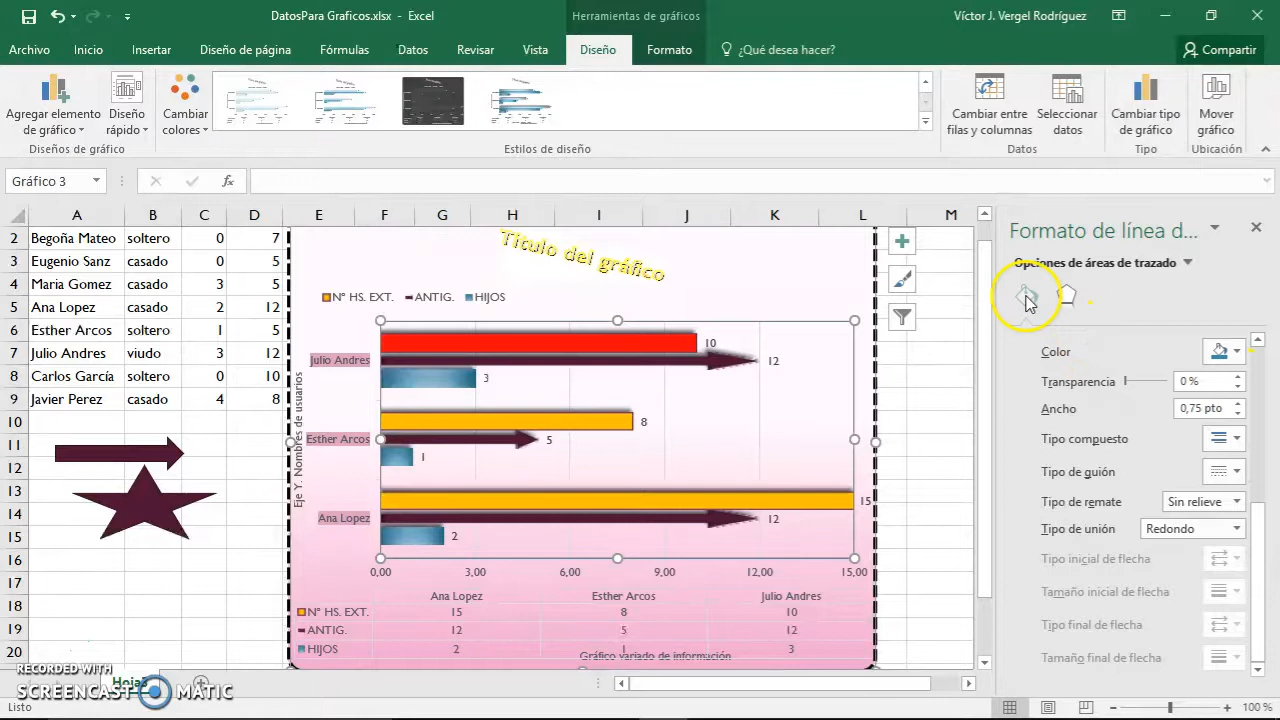 DatosPara Graficos.xlsx - Excel
Herramientas de gráficos
Víctor J. Vergel Rodríguez
Archivo Inicio Insertar Diseño de página Fórmulas Datos Revisar Vista Diseño Formato ¿Qué desea hacer? Compartir
Agregar elemento de gráfico
Diseño rápido
Cambiar colores
Cambiar entre filas y columnas
Seleccionar datos
Cambiar tipo de gráfico
Mover gráfico
Diseños de gráfico Estilos de diseño Datos Tipo Ubicación
Gráfico 3 fx
A B C D E F G H I J K L M
2 Begoña Mateo soltero 0 7
3 Eugenio Sanz casado 0 5
4 Maria Gomez casado 3 5
5 Ana Lopez casado 2 12
6 Esther Arcos soltero 1 5
7 Julio Andres viudo 3 12
8 Carlos García soltero 0 10
9 Javier Perez casado 4 8
10
11
12
13
14
15
16
17
18
19
20
Título del gráfico
Nº HS. EXT. ANTIG. HIJOS
Eje Y. Nombres de usuarios
Julio Andres 10
12
3
Esther Arcos 8
5
1
Ana Lopez 15
12
2
0,00 3,00 6,00 9,00 12,00 15,00
Ana Lopez Esther Arcos Julio Andres
Nº HS. EXT. 15 8 10
ANTIG. 12 5 12
HIJOS 2 1 3
Gráfico variado de información
Formato de línea d...
Opciones de áreas de trazado
Color
Transparencia 0 %
Ancho 0,75 pto
Tipo compuesto
Tipo de guión
Tipo de remate Sin relieve
Tipo de unión Redondo
Tipo inicial de flecha
Tamaño inicial de flecha
Tipo final de flecha
Tamaño final de flecha
RECORDED WITH
SCREENCAST MATIC
Listo 100 %